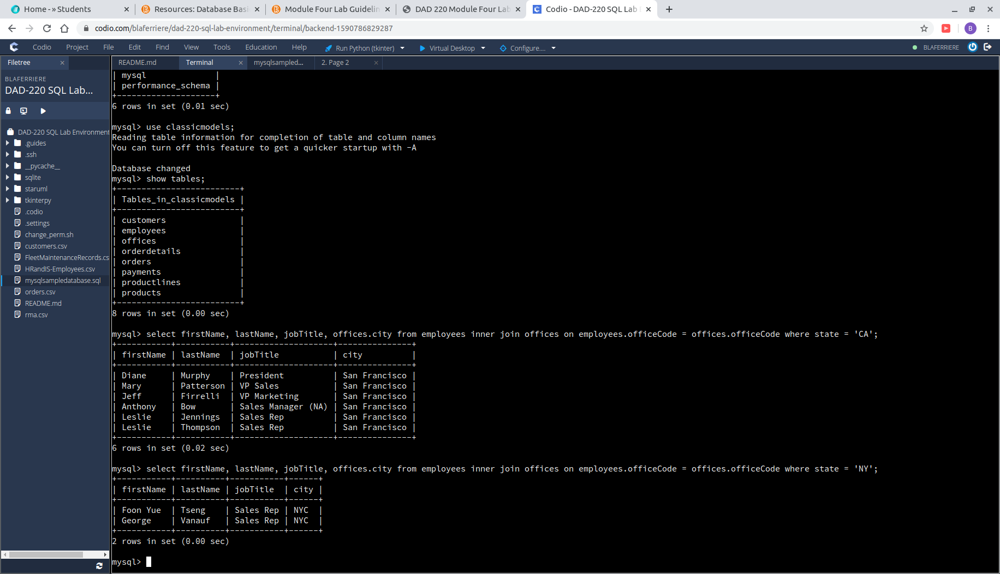 Home - » Students
Resources: Database Basi
Module Four Lab Guidelin
DAD 220 Module Four Lab
Codio - DAD-220 SQL Lab
codio.com/blaferriere/dad-220-sql-lab-environment/terminal/backend-1590786829287
B
Codio Project File Edit Find View Tools Education Help Run Python (tkinter) Virtual Desktop Configure.... BLAFERRIERE
Filetree
README.md Terminal mysqlsampled... 2. Page 2
BLAFERRIERE
DAD-220 SQL Lab...
DAD-220 SQL Lab Environment
.guides
.ssh
__pycache__
sqlite
staruml
tkinterpy
.codio
.settings
change_perm.sh
customers.csv
FleetMaintenanceRecords.cs
HRandIS-Employees.csv
mysqlsampledatabase.sql
orders.csv
README.md
rma.csv
| mysql              |
| performance_schema |
+--------------------+
6 rows in set (0.01 sec)
mysql> use classicmodels;
Reading table information for completion of table and column names
You can turn off this feature to get a quicker startup with -A
Database changed
mysql> show tables;
+-------------------------+
| Tables_in_classicmodels |
+-------------------------+
| customers               |
| employees               |
| offices                 |
| orderdetails            |
| orders                  |
| payments                |
| productlines            |
| products                |
+-------------------------+
8 rows in set (0.00 sec)
mysql> select firstName, lastName, jobTitle, offices.city from employees inner join offices on employees.officeCode = offices.officeCode where state = 'CA';
+-----------+-----------+--------------------+---------------+
| firstName | lastName  | jobTitle           | city          |
+-----------+-----------+--------------------+---------------+
| Diane     | Murphy    | President          | San Francisco |
| Mary      | Patterson | VP Sales           | San Francisco |
| Jeff      | Firrelli  | VP Marketing       | San Francisco |
| Anthony   | Bow       | Sales Manager (NA) | San Francisco |
| Leslie    | Jennings  | Sales Rep          | San Francisco |
| Leslie    | Thompson  | Sales Rep          | San Francisco |
+-----------+-----------+--------------------+---------------+
6 rows in set (0.02 sec)
mysql> select firstName, lastName, jobTitle, offices.city from employees inner join offices on employees.officeCode = offices.officeCode where state = 'NY';
+-----------+----------+-----------+------+
| firstName | lastName | jobTitle  | city |
+-----------+----------+-----------+------+
| Foon Yue  | Tseng    | Sales Rep | NYC  |
| George    | Vanauf   | Sales Rep | NYC  |
+-----------+----------+-----------+------+
2 rows in set (0.00 sec)
mysql>